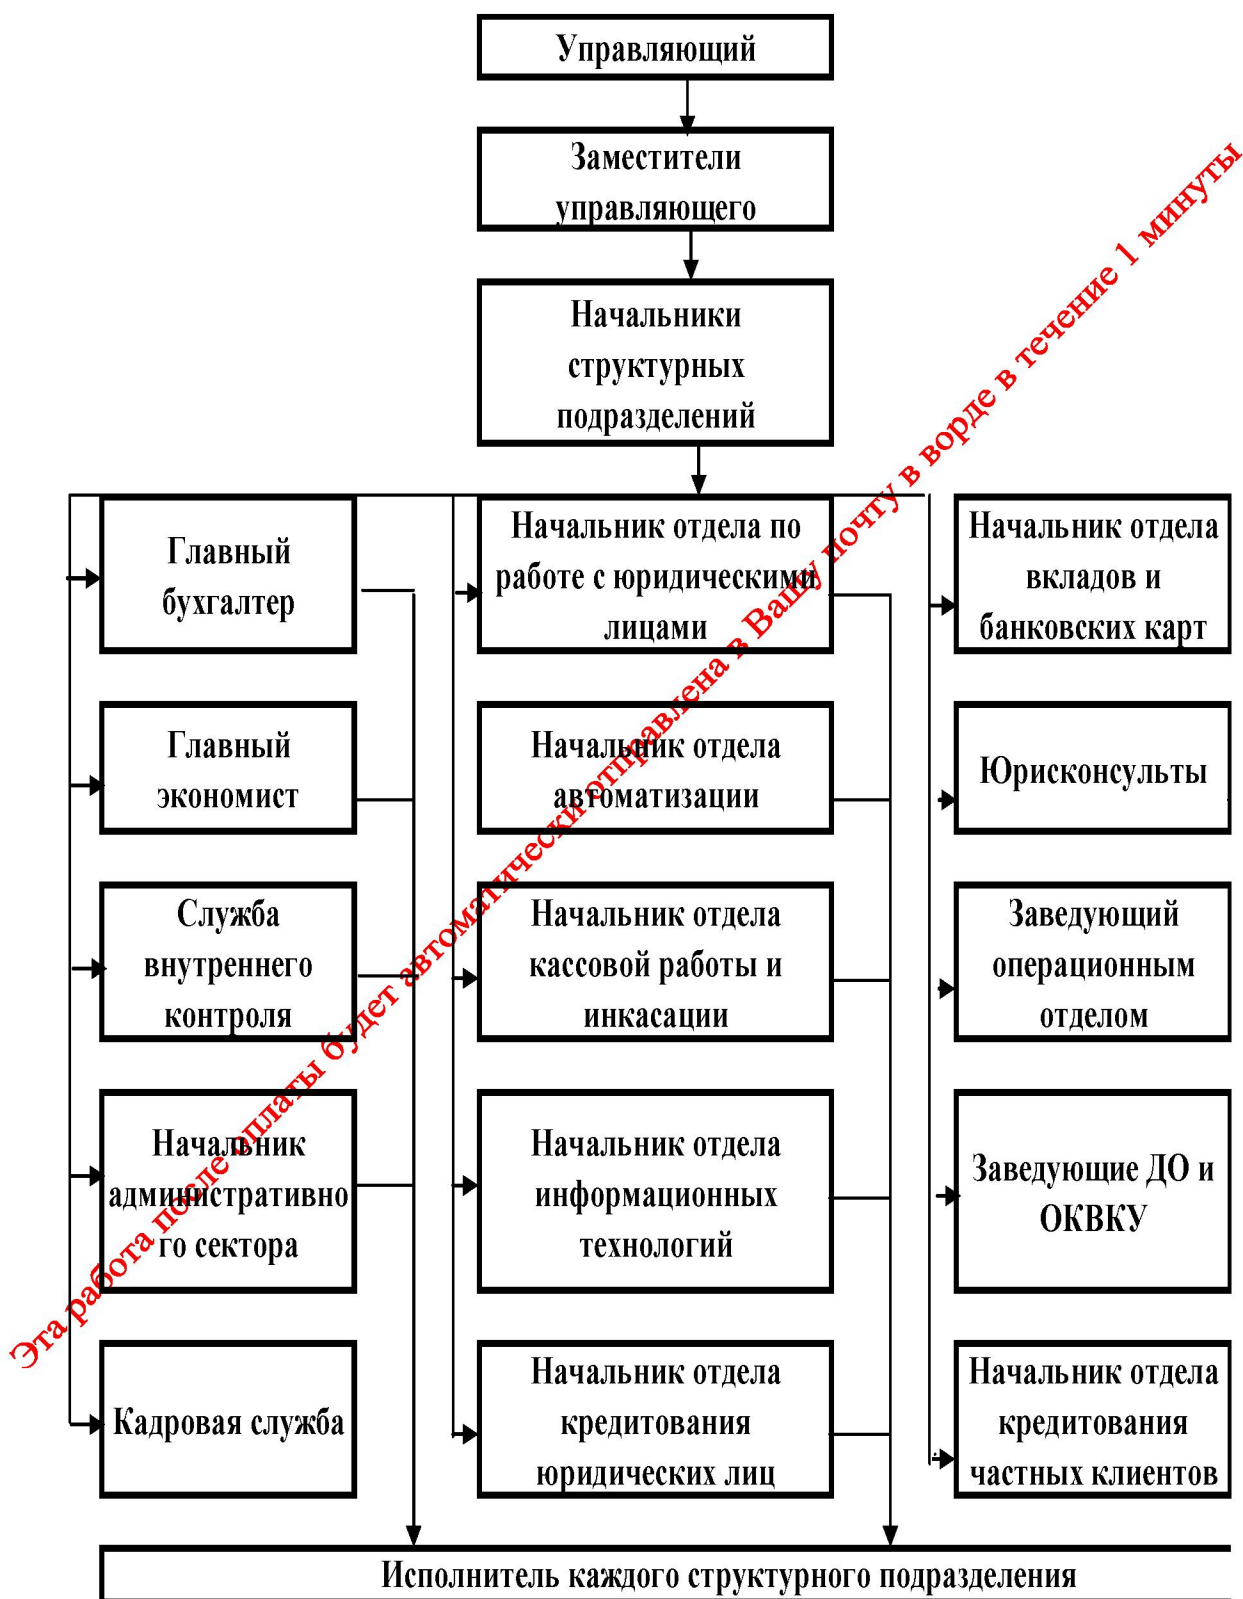 Управляющий
Заместители
управляющего
Начальники
структурных
подразделений
Главный
бухгалтер
Начальник отдела по
работе с юридическими
лицами
Начальник отдела
вкладов и
банковских карт
Главный
экономист
Начальник отдела
автоматизации
Юрисконсульты
Служба
внутреннего
контроля
Начальник отдела
кассовой работы и
инкасации
Заведующий
операционным
отделом
Начальник
административно
го сектора
Начальник отдела
информационных
технологий
Заведующие ДО и
ОКВКУ
Кадровая служба
Начальник отдела
кредитования
юридических лиц
Начальник отдела
кредитования
частных клиентов
Исполнитель каждого структурного подразделения
Эта работа после оплаты будет автоматически отправлена в Вашу почту в ворде в течение 1 минуты